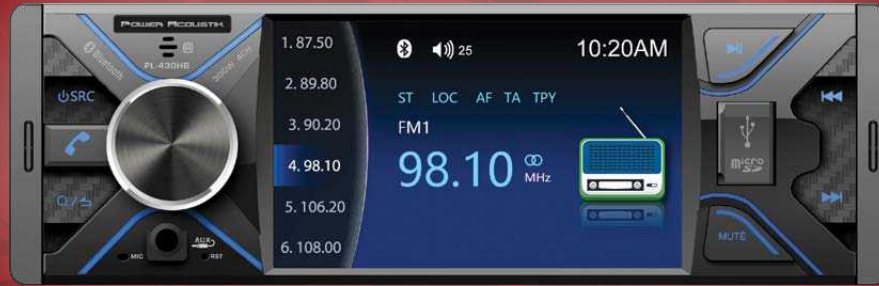 POWER ACOUSTIK
Bluetooth
PL-430HB
300W 4CH
SRC
MIC
AUX
RST
1. 87.50
2. 89.80
3. 90.20
4. 98.10
5. 106.20
6. 108.00
25
10:20AM
ST LOC AF TA TPY
FM1
98.10
MHz
micro
SD
MUTE